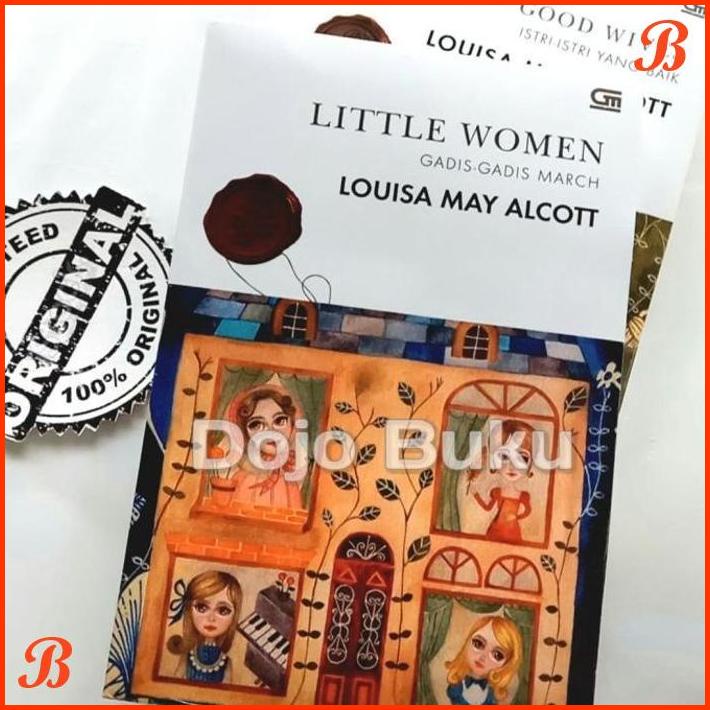 GOOD WI
ISTRI-ISTRI YANG BAIK
LOUISA M
OTT
B
GM
LITTLE WOMEN
GADIS-GADIS MARCH
LOUISA MAY ALCOTT
TEED
ORIGINAL
100% ORIGINAL
Dojo Buku
B